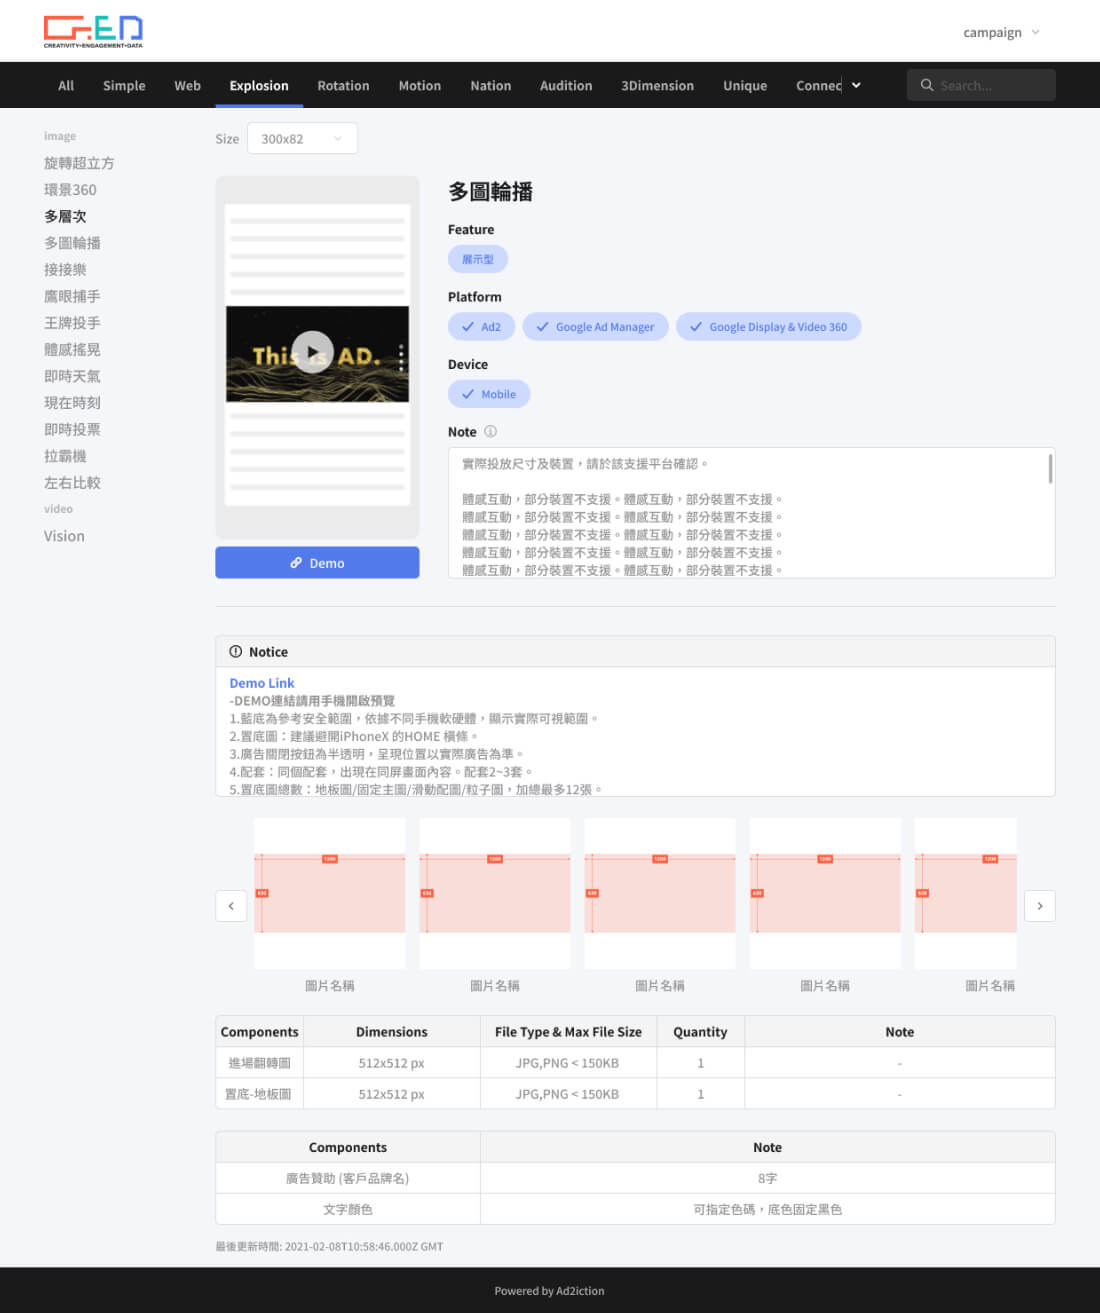 CREATIVITY•ENGAGEMENT•DATA
campaign
All Simple Web Explosion Rotation Motion Nation Audition 3Dimension Unique Connec
Search...
image
旋轉超立方
環景360
多層次
多圖輪播
接接樂
鷹眼捕手
王牌投手
體感搖晃
即時天氣
現在時刻
即時投票
拉霸機
左右比較
video
Vision
Size 300x82
This is AD.
Demo
多圖輪播
Feature
展示型
Platform
Ad2 Google Ad Manager Google Display & Video 360
Device
Mobile
Note
實際投放尺寸及裝置，請於該支援平台確認。
體感互動，部分裝置不支援。體感互動，部分裝置不支援。
體感互動，部分裝置不支援。體感互動，部分裝置不支援。
體感互動，部分裝置不支援。體感互動，部分裝置不支援。
體感互動，部分裝置不支援。體感互動，部分裝置不支援。
體感互動，部分裝置不支援。體感互動，部分裝置不支援。
Notice
Demo Link
-DEMO連結請用手機開啟預覽
1.藍底為參考安全範圍，依據不同手機軟硬體，顯示實際可視範圍。
2.置底圖：建議避開iPhoneX 的HOME 橫條。
3.廣告關閉按鈕為半透明，呈現位置以實際廣告為準。
4.配套：同個配套，出現在同屏畫面內容。配套2~3套。
5.置底圖總數：地板圖/固定主圖/滑動配圖/粒子圖，加總最多12張。
1200 1200 1200 1200 1200
圖片名稱 圖片名稱 圖片名稱 圖片名稱 圖片名稱
Components Dimensions File Type & Max File Size Quantity Note
進場翻轉圖 512x512 px JPG,PNG < 150KB 1 -
置底-地板圖 512x512 px JPG,PNG < 150KB 1 -
Components Note
廣告贊助 (客戶品牌名) 8字
文字顏色 可指定色碼，底色固定黑色
最後更新時間: 2021-02-08T10:58:46.000Z GMT
Powered by Ad2iction